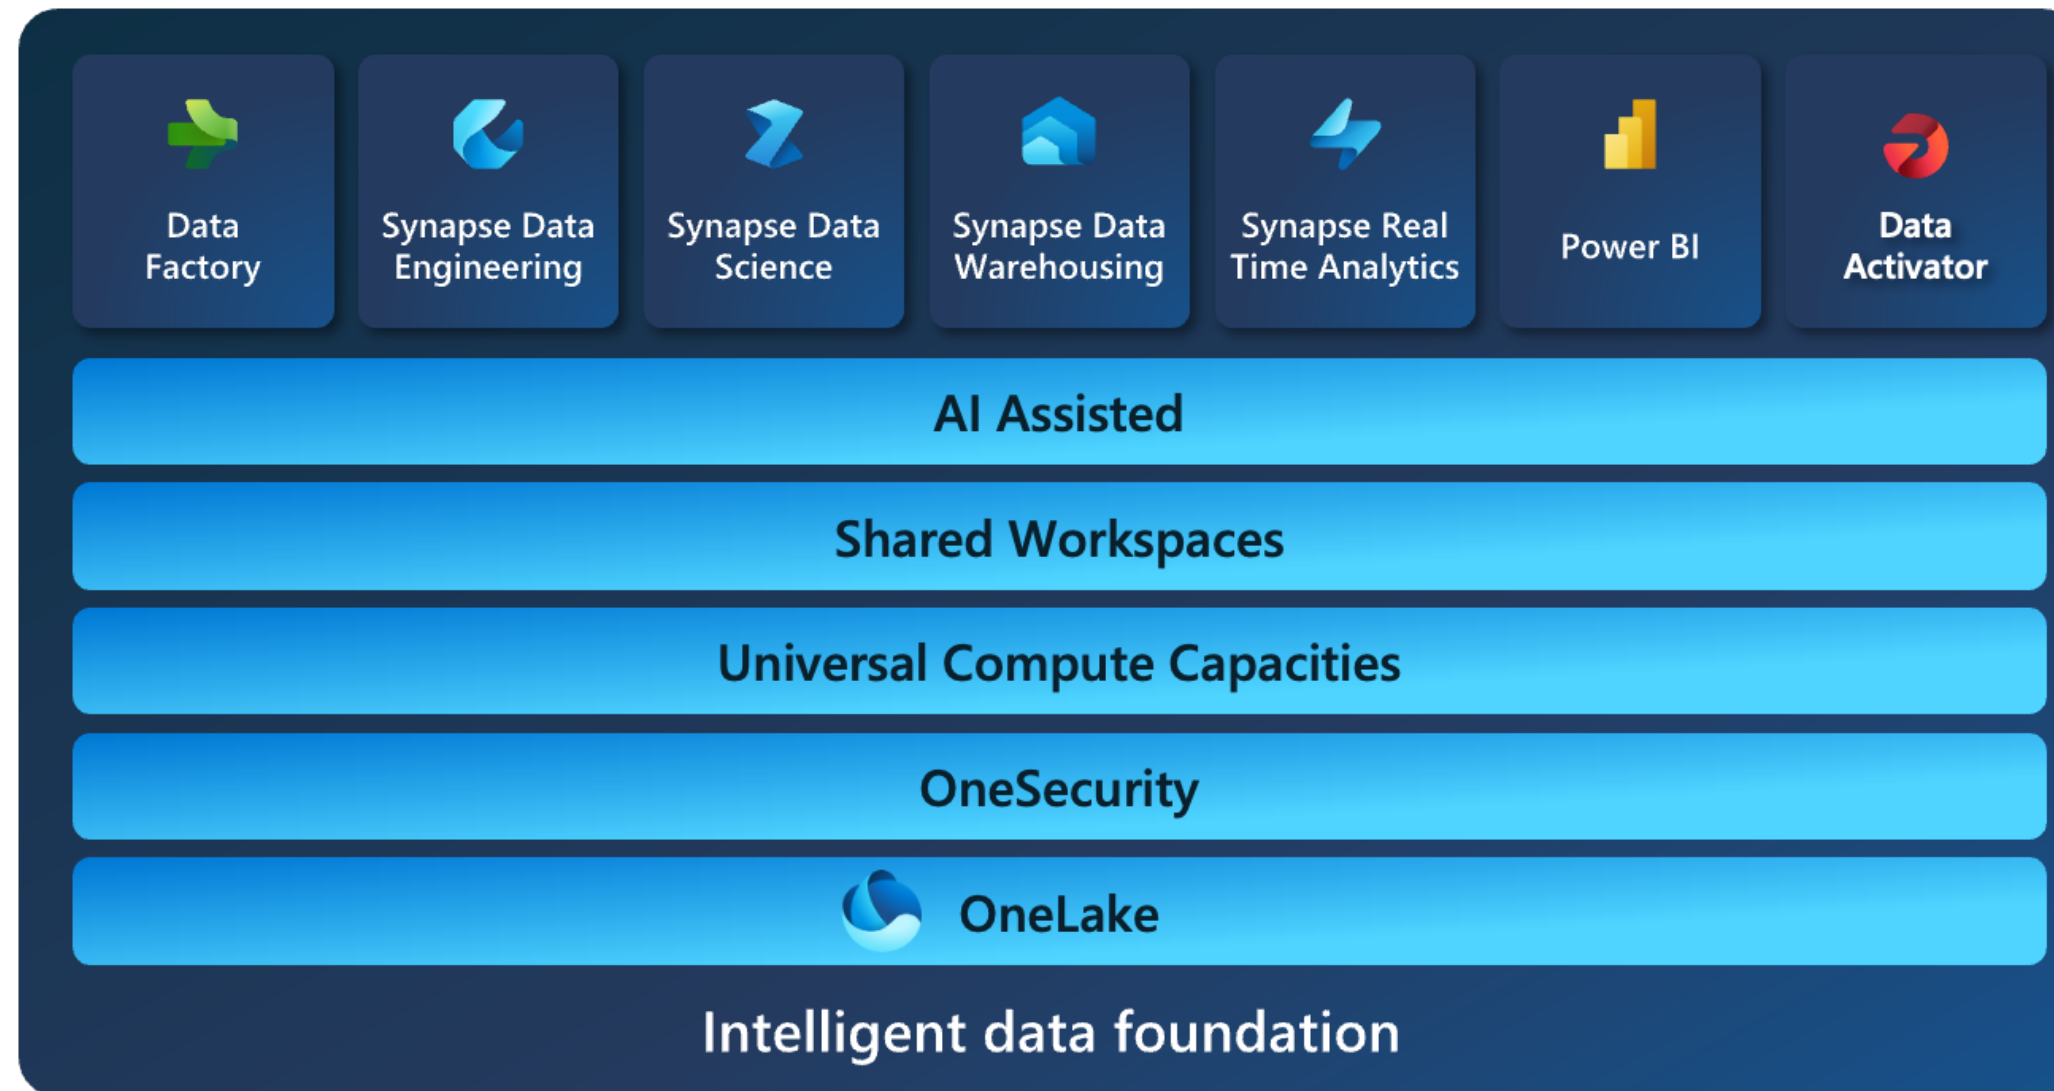 Data
Factory
Synapse Data
Engineering
Synapse Data
Science
Synapse Data
Warehousing
Synapse Real
Time Analytics
Power BI
Data
Activator
AI Assisted
Shared Workspaces
Universal Compute Capacities
OneSecurity
OneLake
Intelligent data foundation